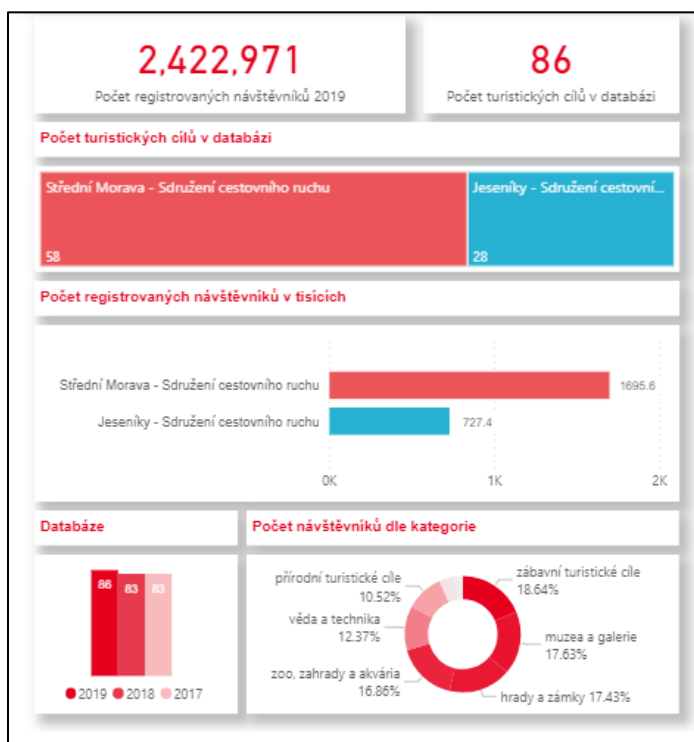 2,422,971
Počet registrovaných návštěvníků 2019
86
Počet turistických cílů v databázi
Počet turistických cílů v databázi
Střední Morava - Sdružení cestovního ruchu
58
Jeseníky - Sdružení cestovní...
28
Počet registrovaných návštěvníků v tisících
Střední Morava - Sdružení cestovního ruchu
1695.6
Jeseníky - Sdružení cestovního ruchu
727.4
0K
1K
2K
Databáze
86
83
83
2019
2018
2017
Počet návštěvníků dle kategorie
přírodní turistické cíle
10.52%
věda a technika
12.37%
zoo, zahrady a akvária
16.86%
zábavní turistické cíle
18.64%
muzea a galerie
17.63%
hrady a zámky 17.43%